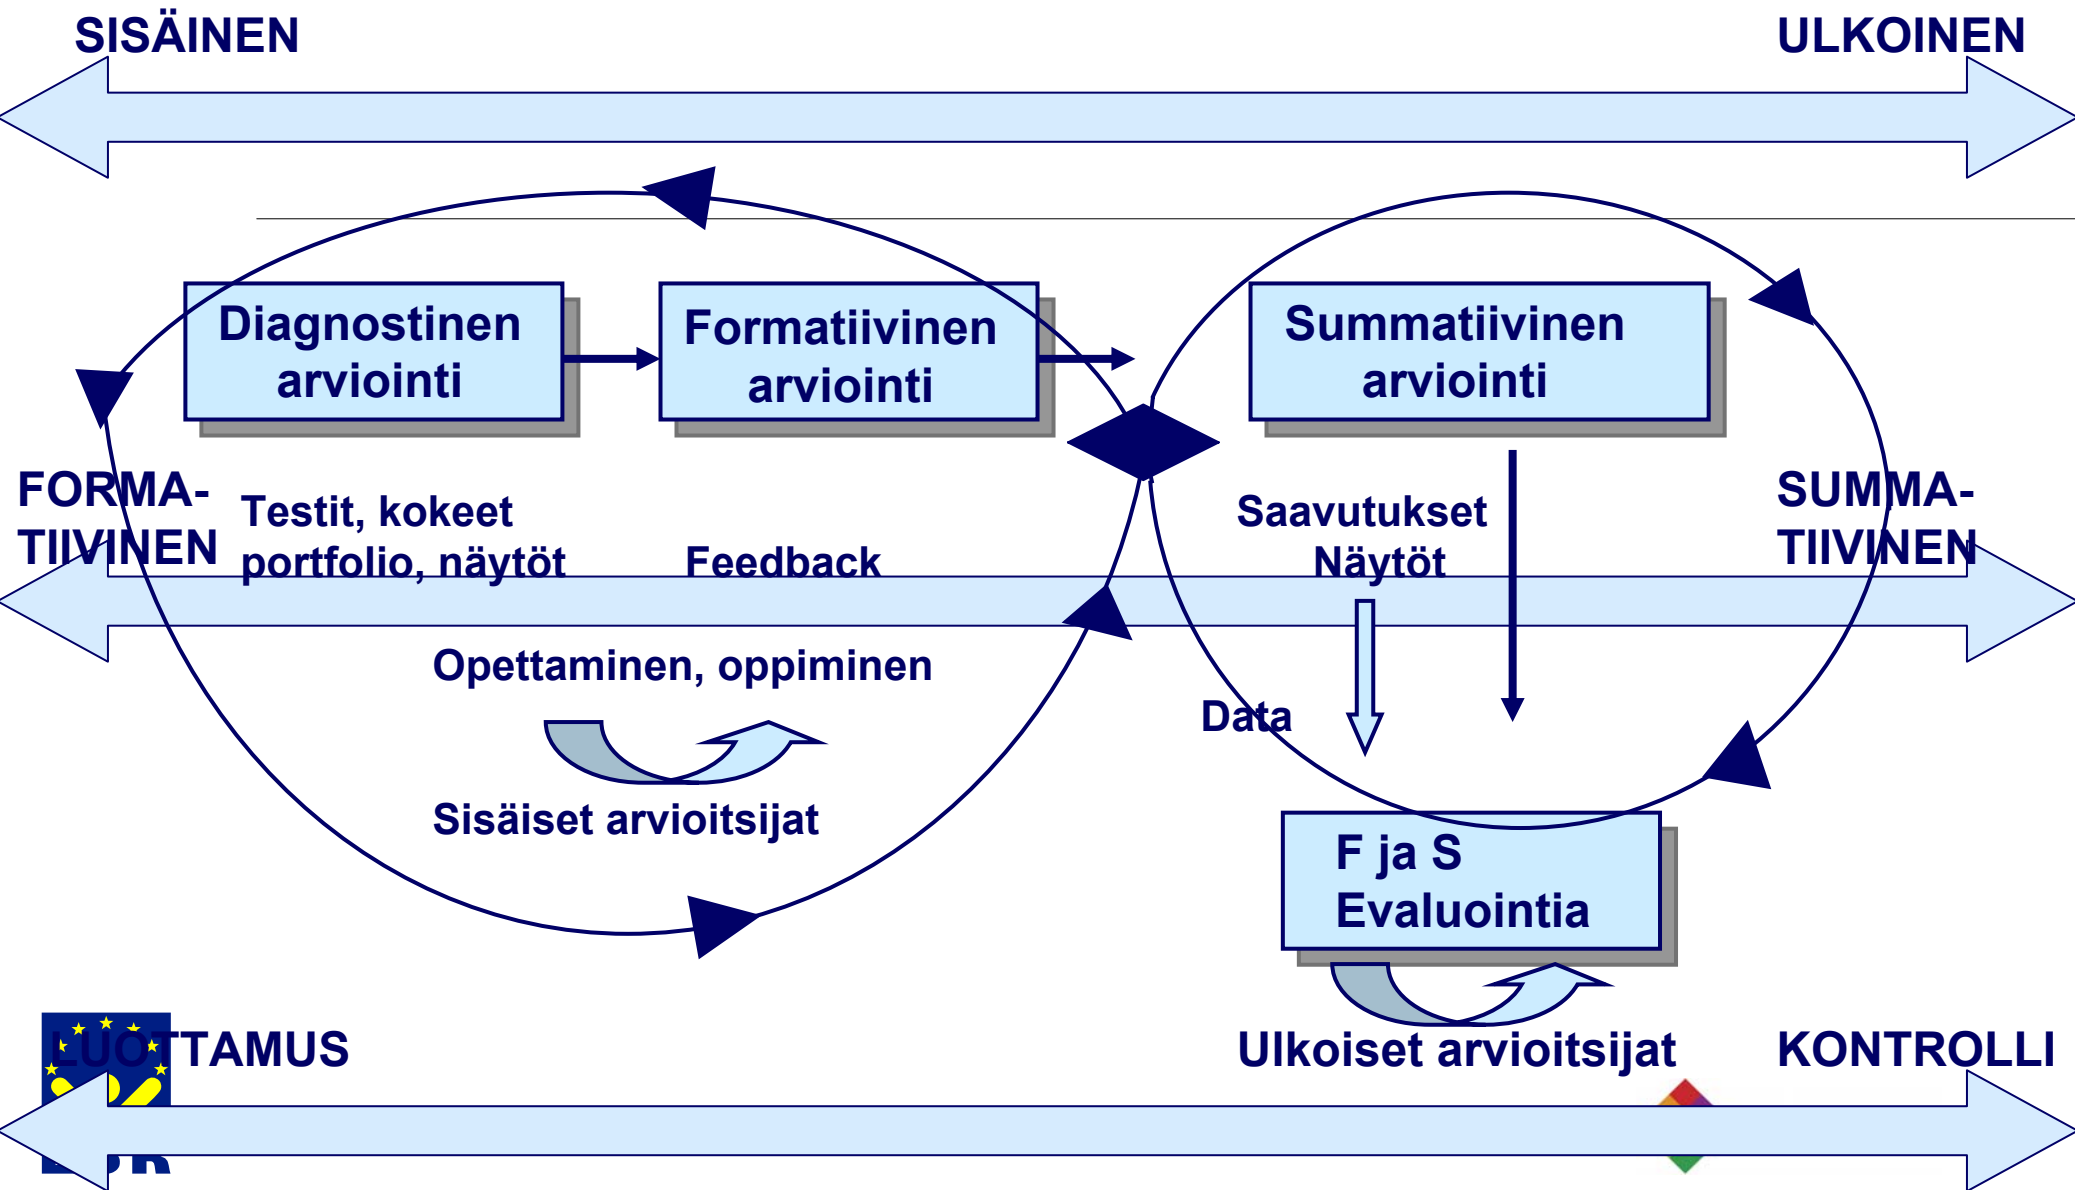 SISÄINEN
ULKOINEN
Diagnostinen
arviointi
Formatiivinen
arviointi
Summatiivinen
arviointi
FORMA-
TIIVINEN
Testit, kokeet
portfolio, näytöt
Feedback
Saavutukset
Näytöt
SUMMA-
TIIVINEN
Opettaminen, oppiminen
Data
Sisäiset arvioitsijat
F ja S
Evaluointia
LUOTTAMUS
Ulkoiset arvioitsijat
KONTROLLI